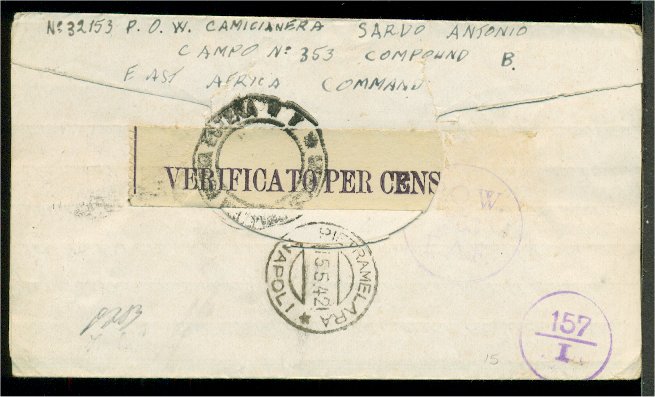 No 32153 P.O.W. CAMICIANERA SARDO ANTONIO
CAMPO No 353 COMPOUND B.
EAST AFRICA COMMAND
VERIFICATO PER CENS
W.
PIETRAMELARA
15.5.42
* NAPOLI
157
I
15